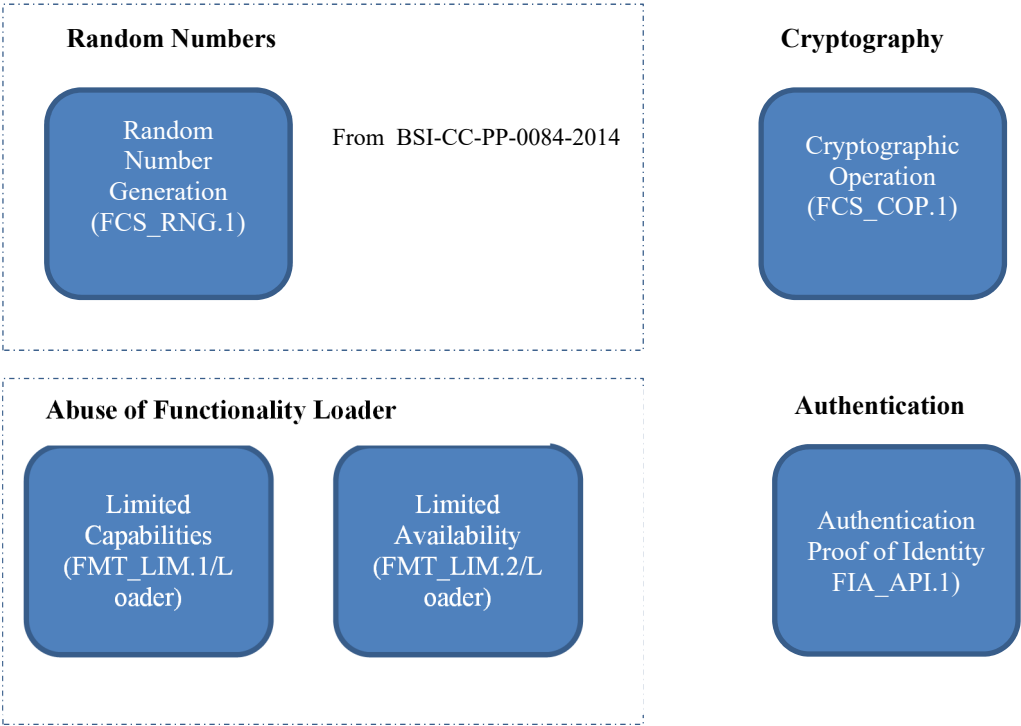 Random Numbers
Random
Number
Generation
(FCS_RNG.1)
From BSI-CC-PP-0084-2014
Cryptography
Cryptographic
Operation
(FCS_COP.1)
Abuse of Functionality Loader
Limited
Capabilities
(FMT_LIM.1/L
oader)
Limited
Availability
(FMT_LIM.2/L
oader)
Authentication
Authentication
Proof of Identity
FIA_API.1)